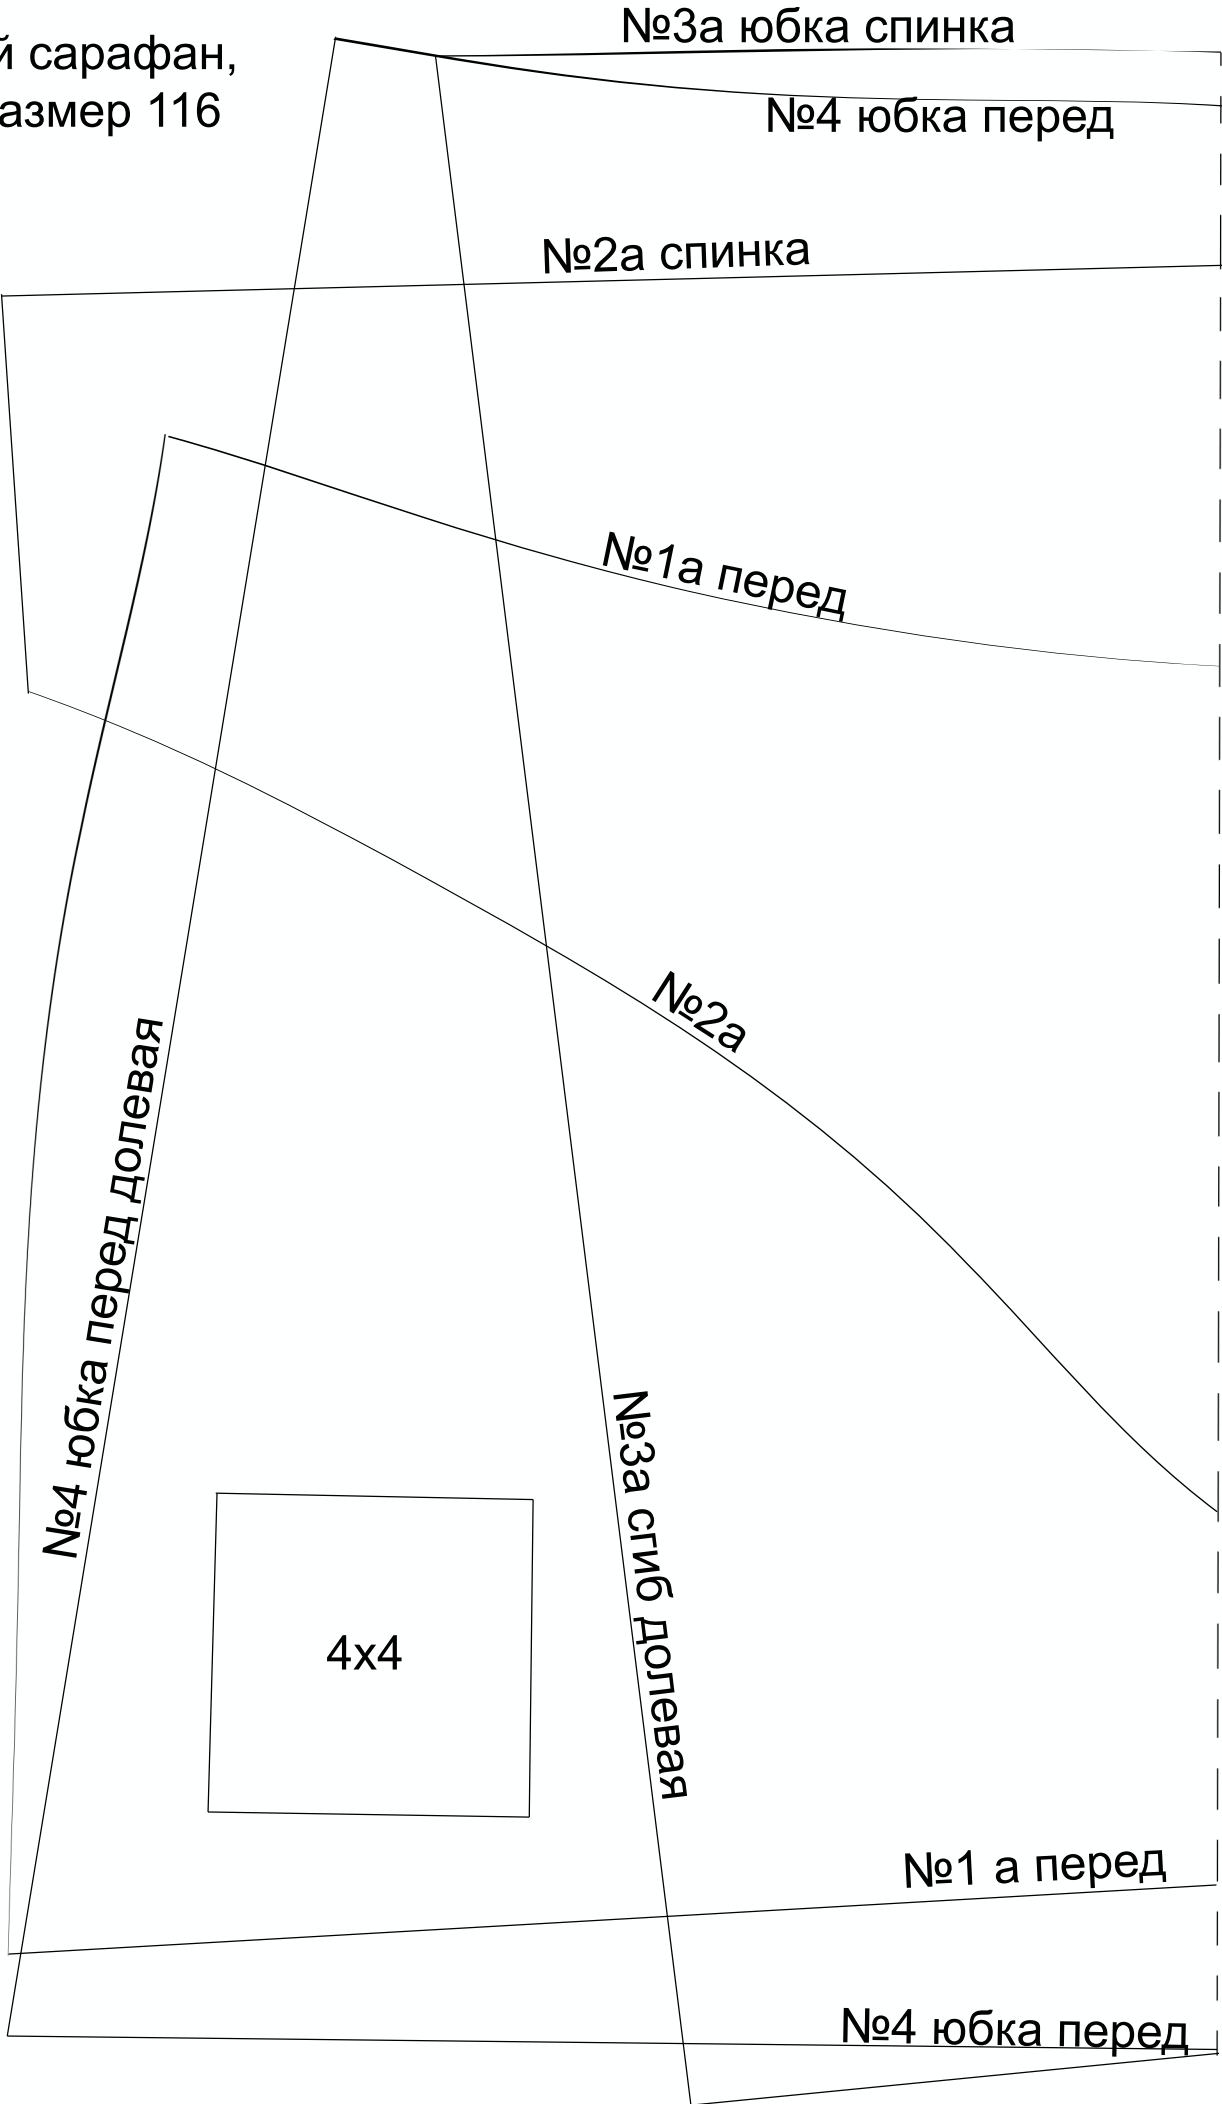 №3а юбка спинка
й сарафан,
азмер 116
№4 юбка перед
№2а спинка
№1а перед
№2а
№4 юбка перед долевая
№3а сгиб долевая
4х4
№1 а перед
№4 юбка перед